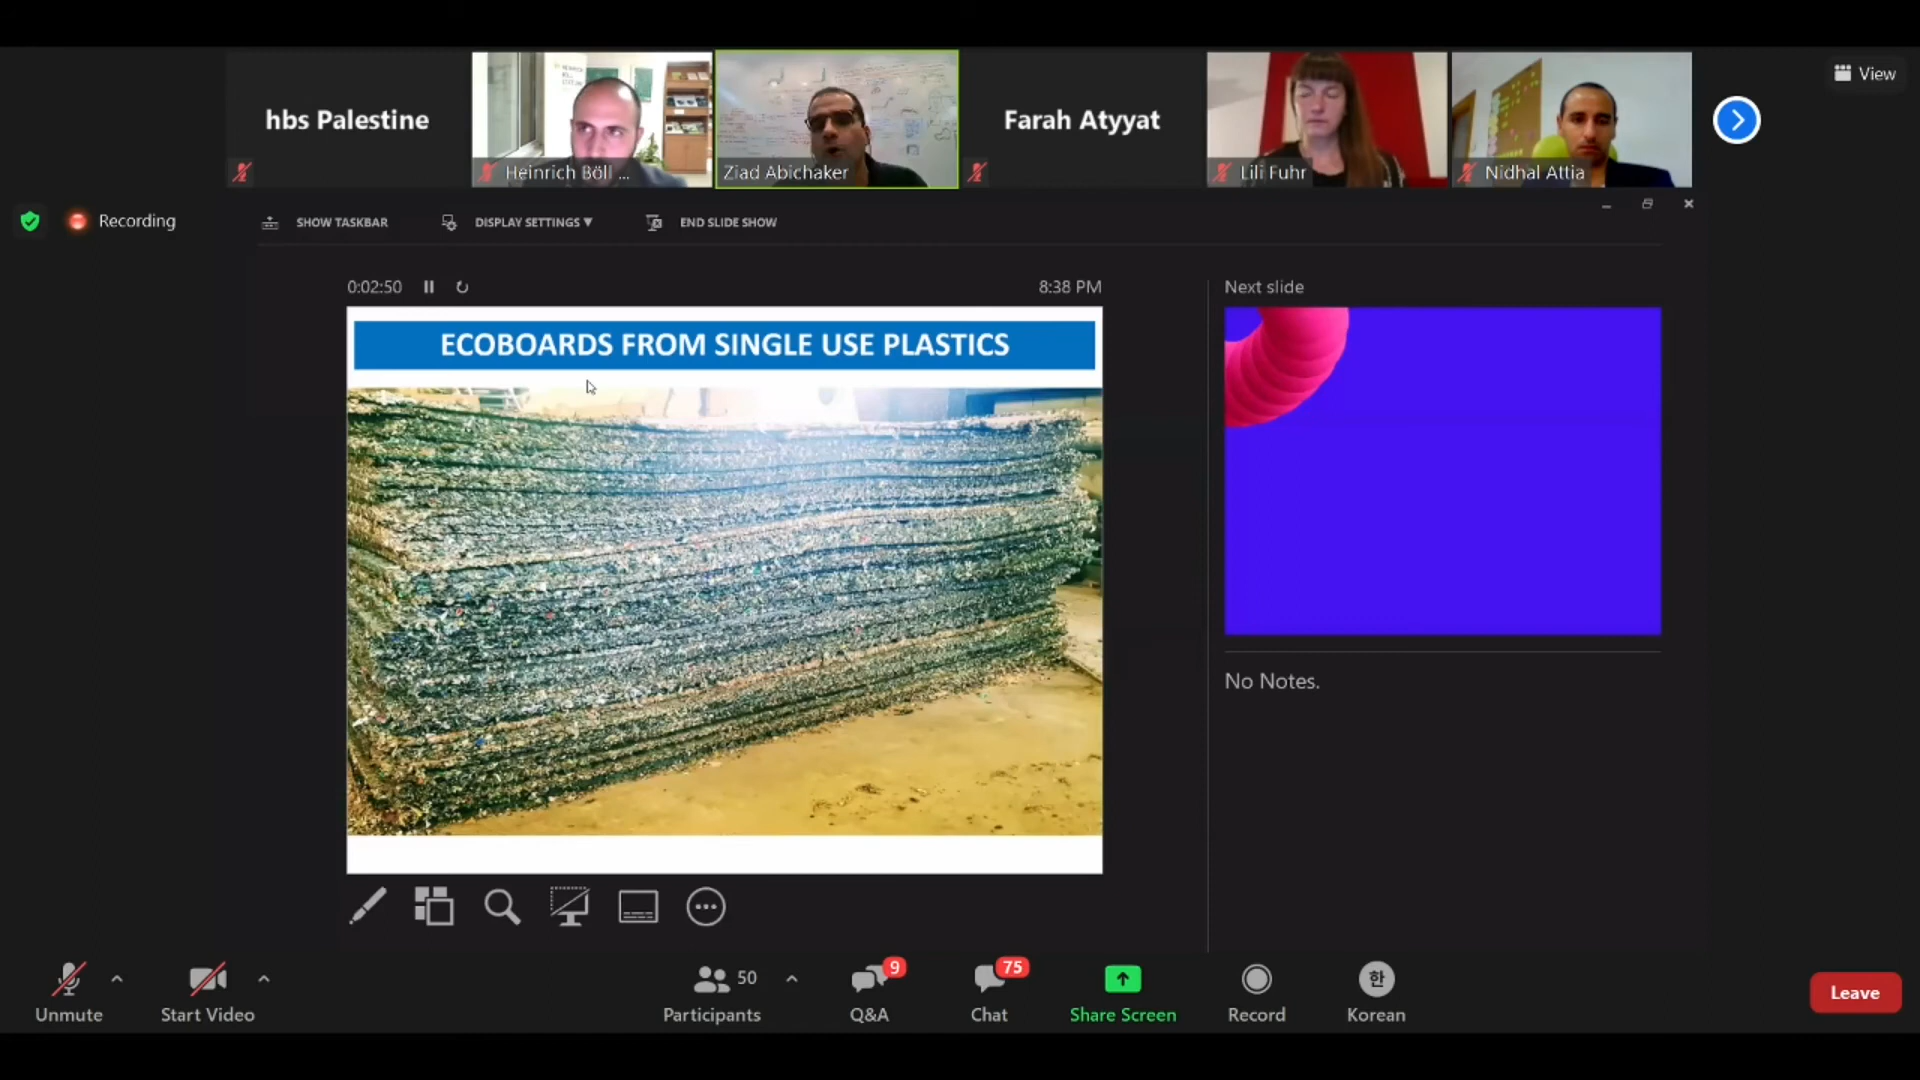 View
hbs Palestine
Heinrich Böll ...
Ziad Abichaker
Farah Atyyat
Lili Fuhr
Nidhal Attia
Recording
SHOW TASKBAR
DISPLAY SETTINGS ▼
END SLIDE SHOW
0:02:50
8:38 PM
Next slide
ECOBOARDS FROM SINGLE USE PLASTICS
No Notes.
Unmute
Start Video
50
Participants
9
Q&A
75
Chat
Share Screen
Record
한
Korean
Leave